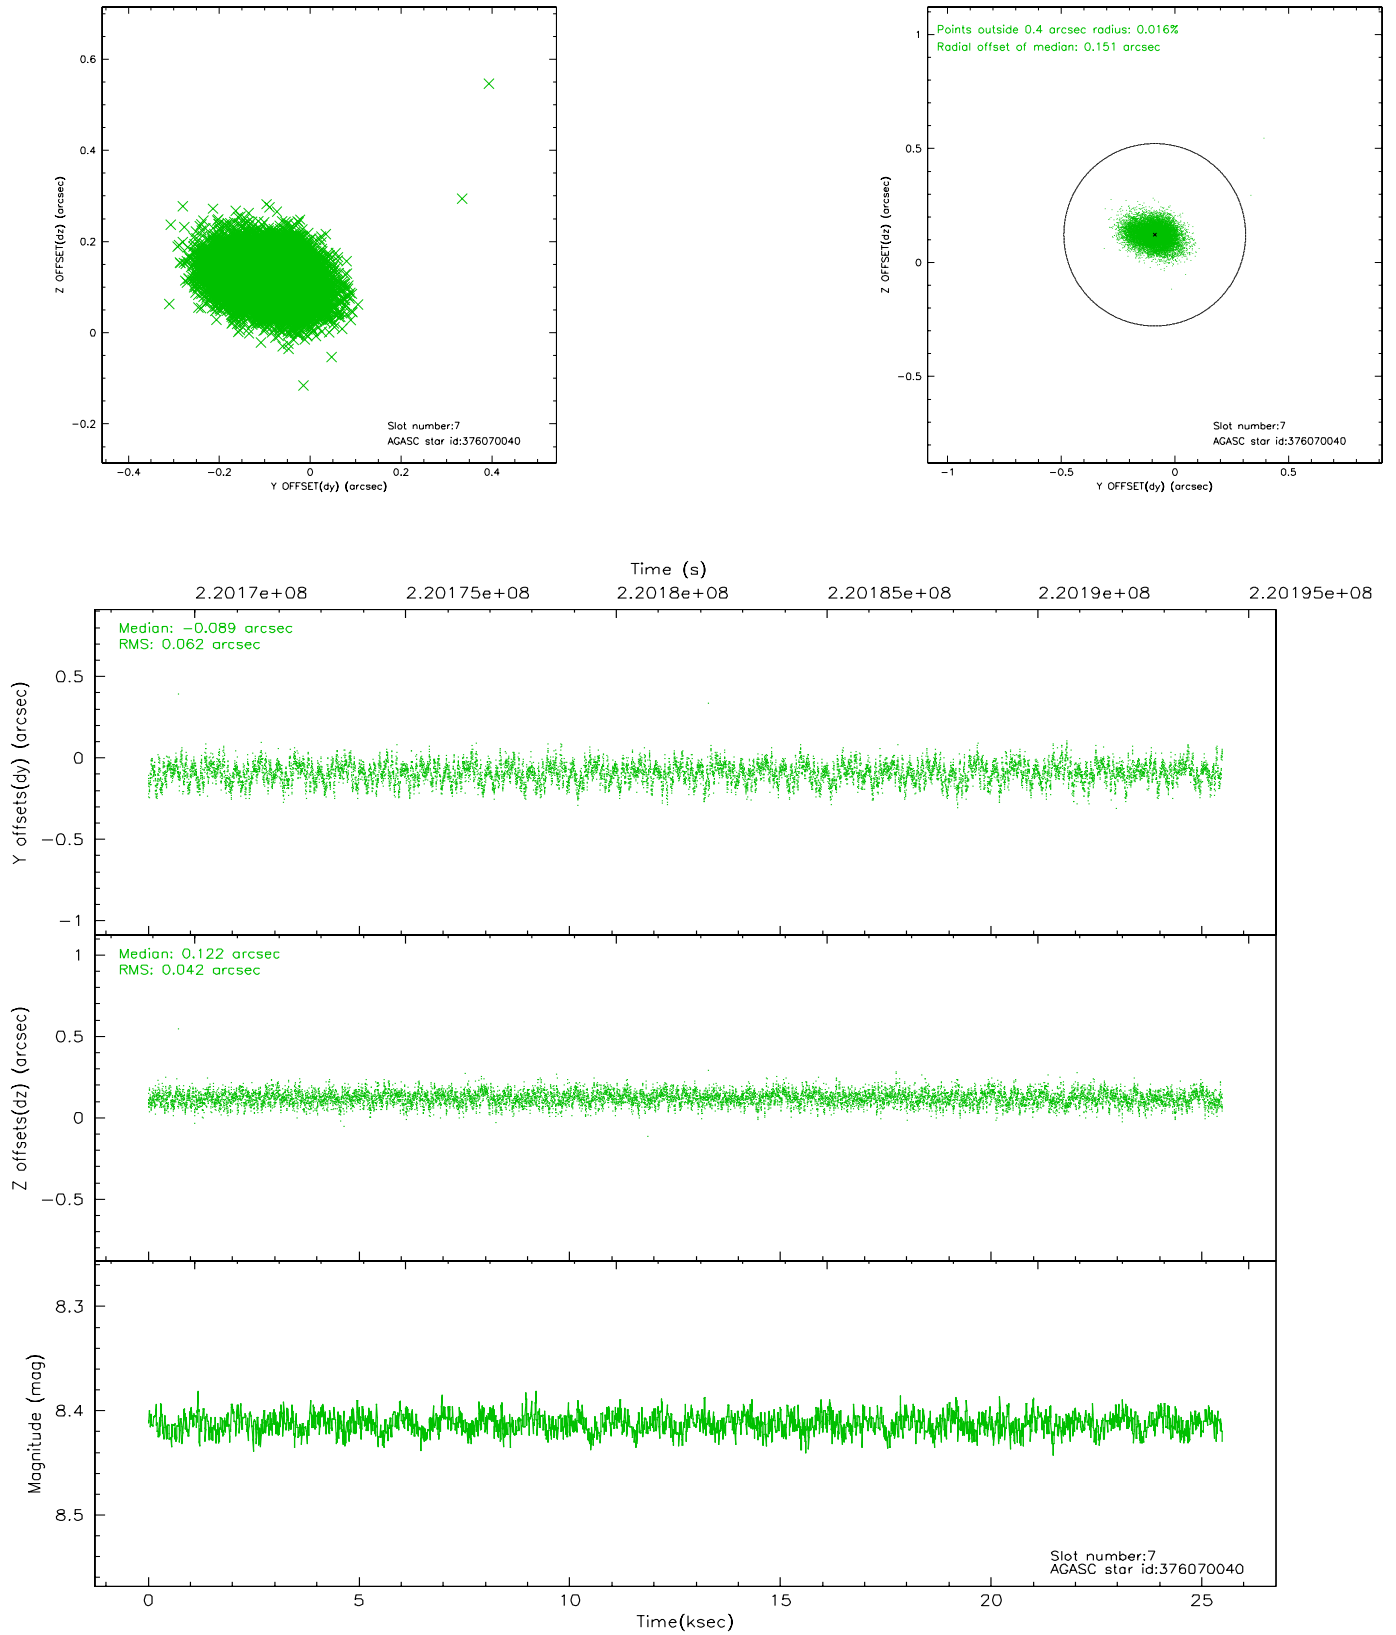 0.6
0.4
0.2
0
-0.2
Z OFFSET(dz) (arcsec)
Slot number:7
AGASC star id:376070040
-0.4
-0.2
0
0.2
0.4
Y OFFSET(dy) (arcsec)
Points outside 0.4 arcsec radius: 0.016%
Radial offset of median: 0.151 arcsec
1
0.5
0
-0.5
Z OFFSET(dz) (arcsec)
Slot number:7
AGASC star id:376070040
-1
-0.5
0
0.5
Y OFFSET(dy) (arcsec)
Time (s)
2.2017e+08
2.20175e+08
2.2018e+08
2.20185e+08
2.2019e+08
2.20195e+08
Median: -0.089 arcsec
RMS: 0.062 arcsec
0.5
0
-0.5
-1
Y offsets(dy) (arcsec)
Median: 0.122 arcsec
RMS: 0.042 arcsec
1
0.5
0
-0.5
Z offsets(dz) (arcsec)
8.3
8.4
8.5
Magnitude (mag)
Slot number:7
AGASC star id:376070040
0
5
10
15
20
25
Time(ksec)